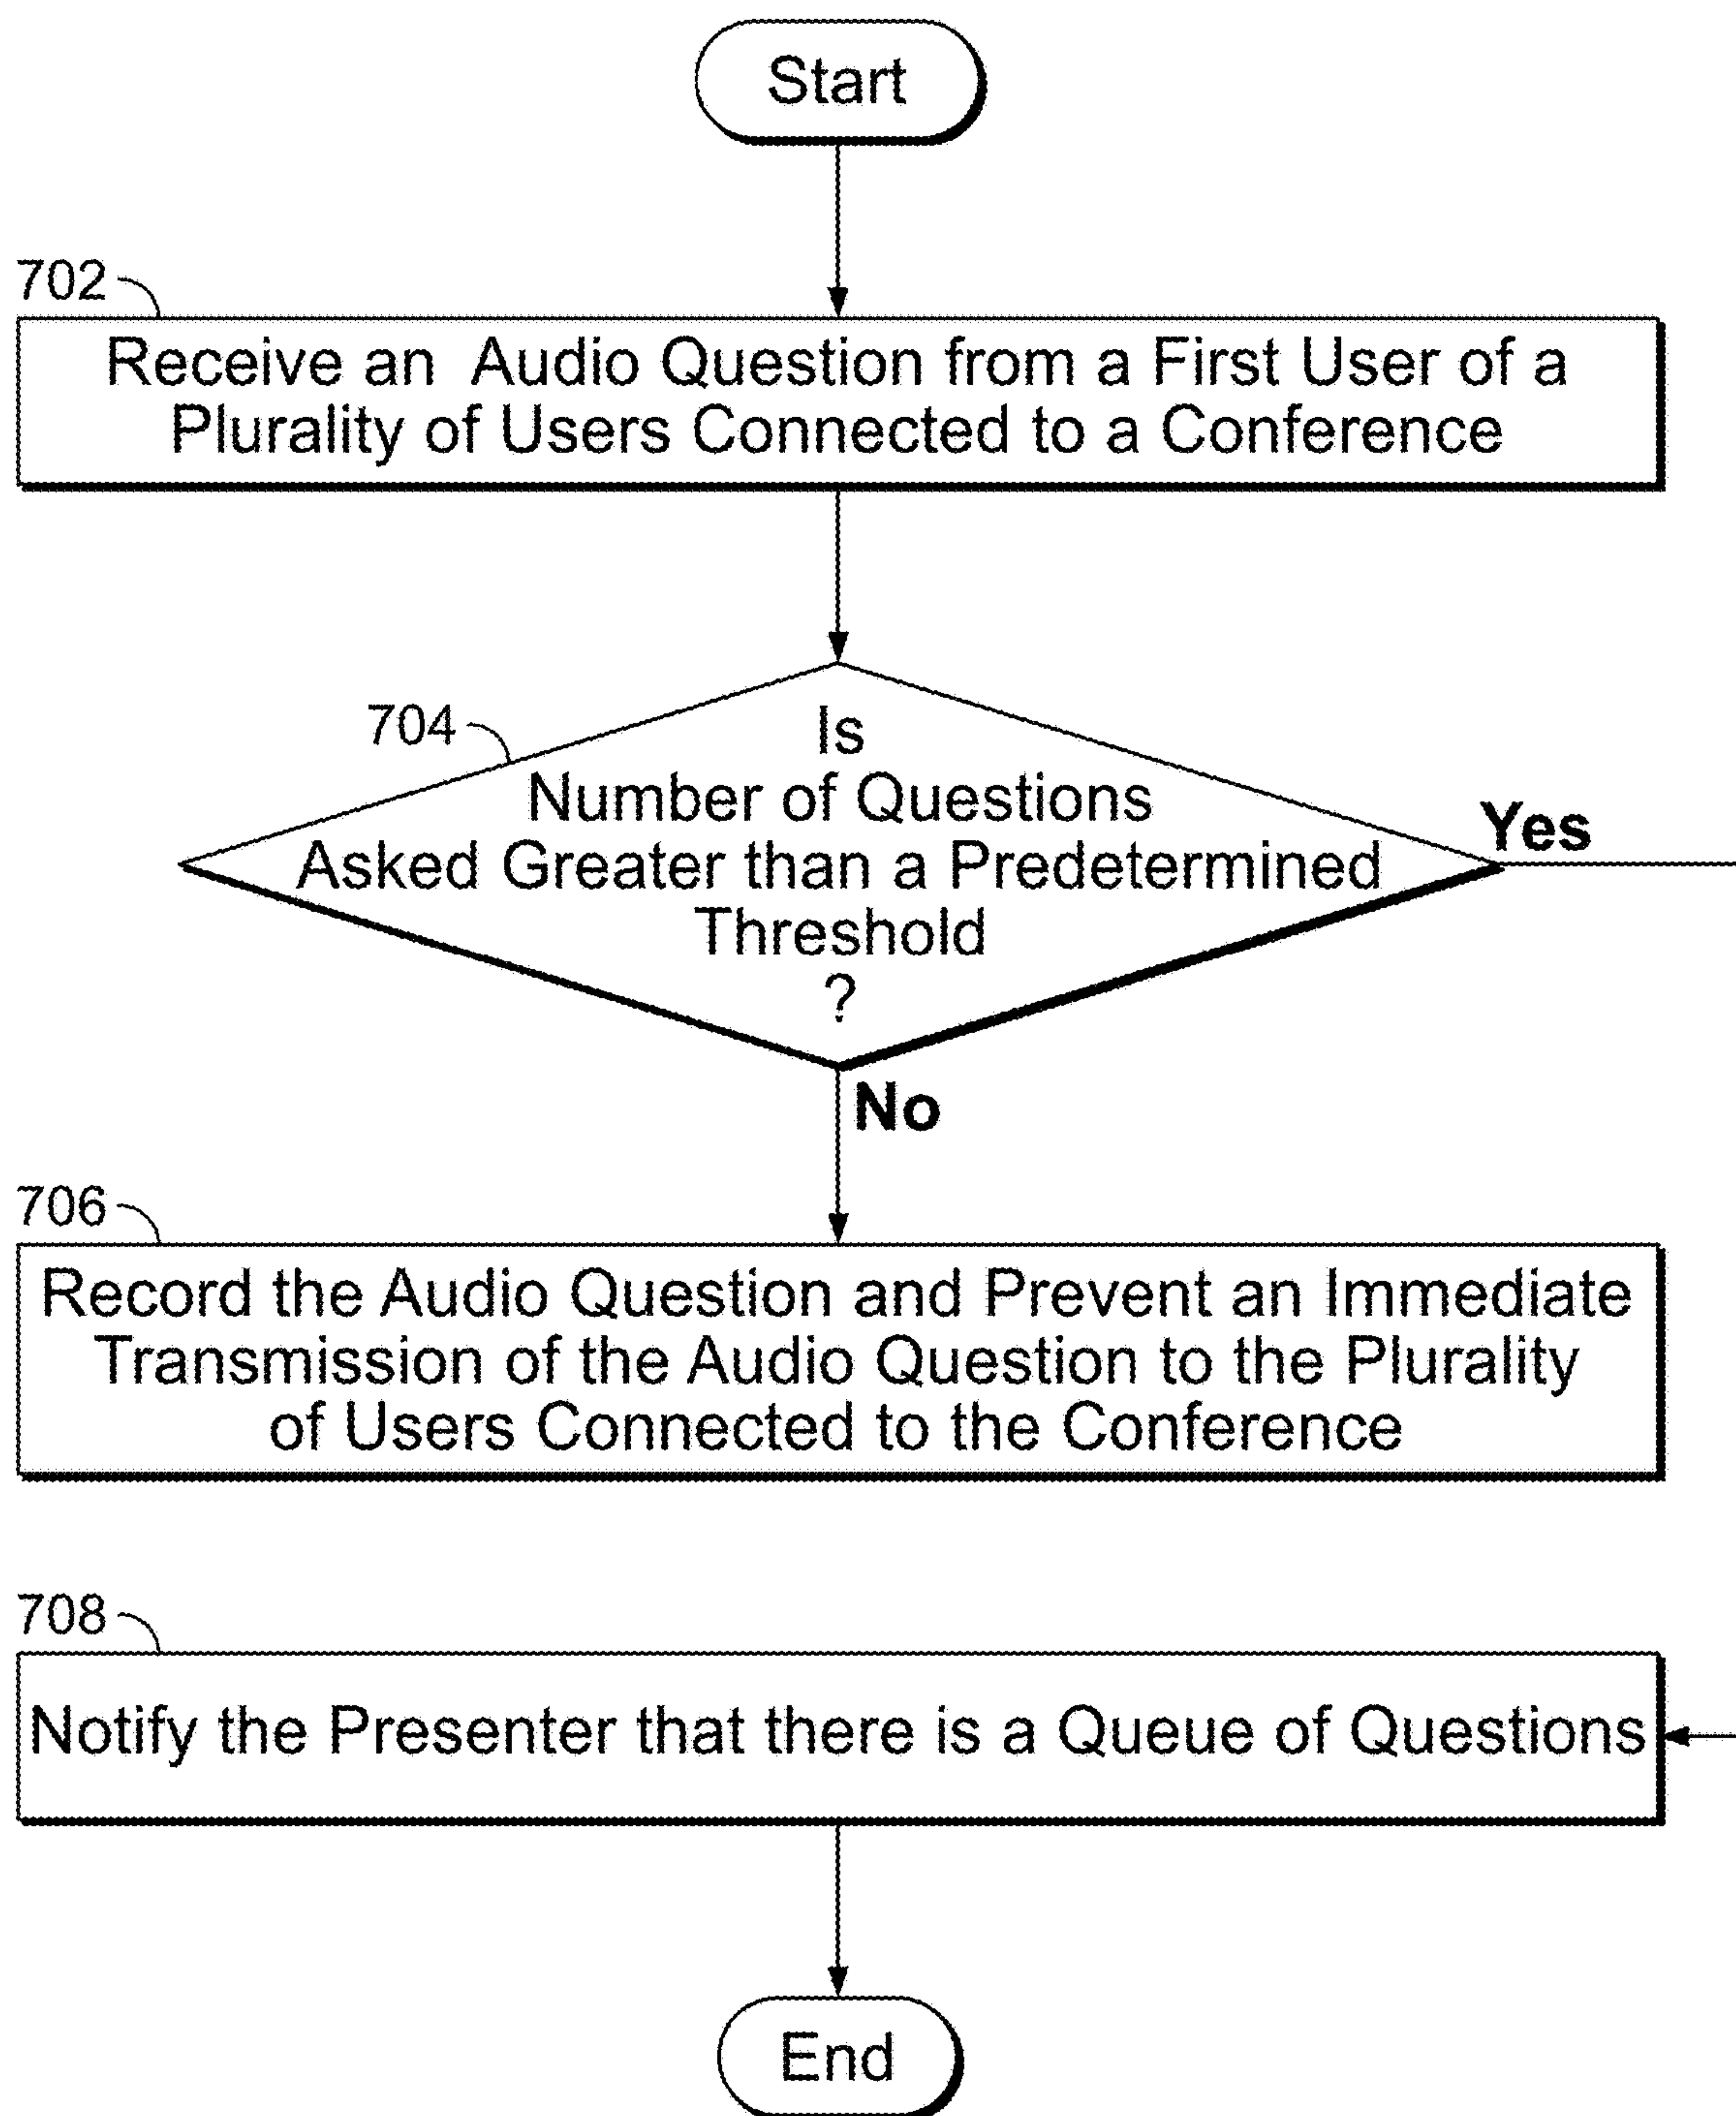 Start
702
Receive an Audio Question from a First User of a
Plurality of Users Connected to a Conference
704
Is
Number of Questions
Asked Greater than a Predetermined
Threshold
?
Yes
No
706
Record the Audio Question and Prevent an Immediate
Transmission of the Audio Question to the Plurality
of Users Connected to the Conference
708
Notify the Presenter that there is a Queue of Questions
End